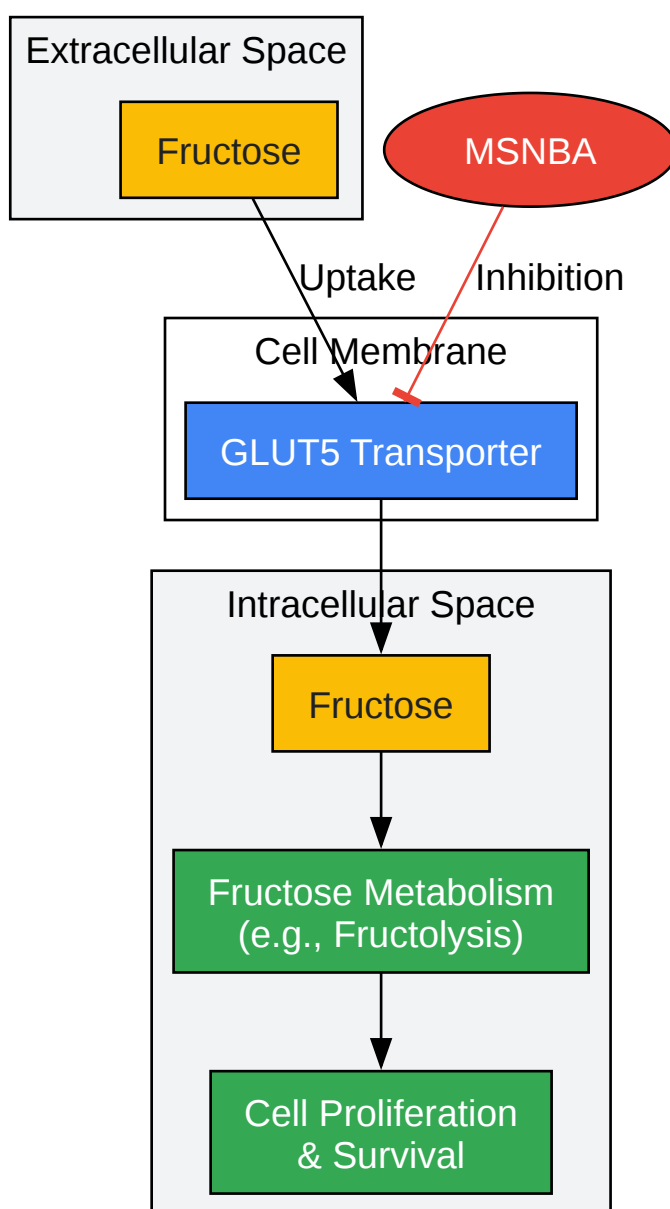 Extracellular Space
Fructose
MSNBA
Uptake
Inhibition
Cell Membrane
GLUT5 Transporter
Intracellular Space
Fructose
Fructose Metabolism
(e.g., Fructolysis)
Cell Proliferation
& Survival